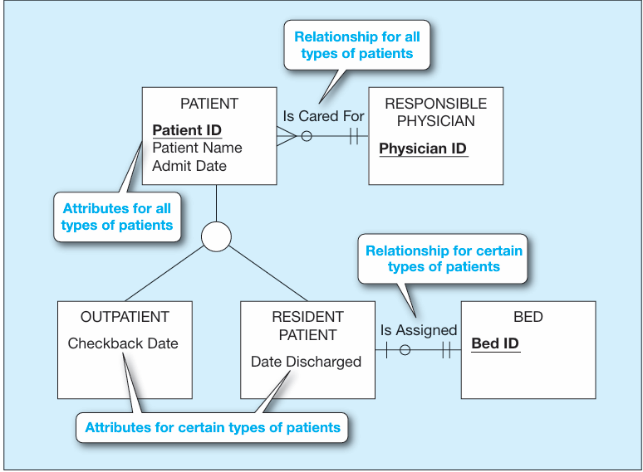 Relationship for all
types of patients
PATIENT
Patient ID
Patient Name
Admit Date
Is Cared For
RESPONSIBLE
PHYSICIAN
Physician ID
Attributes for all
types of patients
Relationship for certain
types of patients
OUTPATIENT
Checkback Date
RESIDENT
PATIENT
Date Discharged
Is Assigned
BED
Bed ID
Attributes for certain types of patients